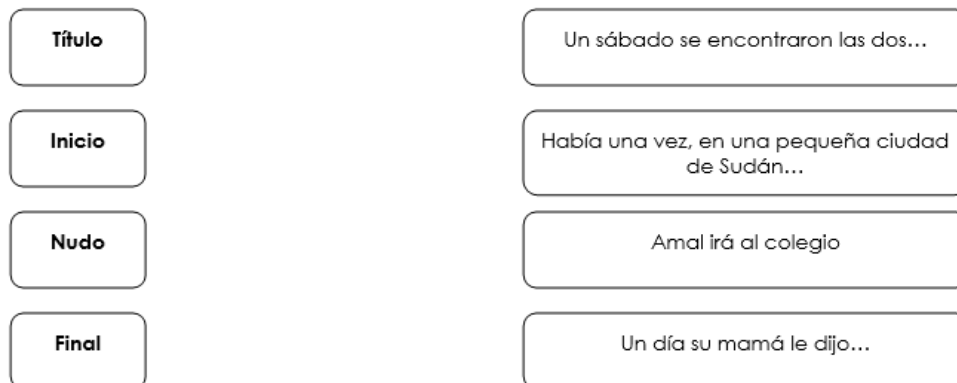 Título
Un sábado se encontraron las dos...
Inicio
Había una vez, en una pequeña ciudad
de Sudán...
Nudo
Amal irá al colegio
Final
Un día su mamá le dijo...